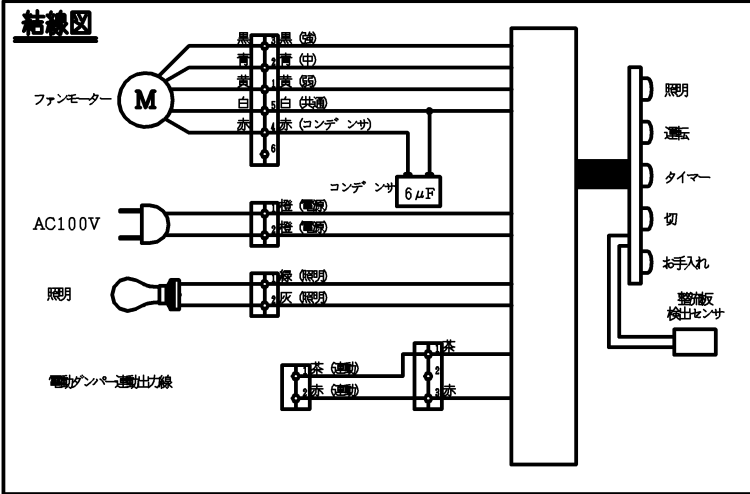 結線図
黒 3 黒 (強)
青 2 青 (中)
黄 1 黄 (弱)
ファンモーター M 白 5 白 (共通)
赤 4 赤 (コンデンサ)
6
コンデンサ 6μF
AC100V
1 橙 (電源)
2 橙 (電源)
照明
1 緑 (照明)
2 灰 (照明)
電動ダンパー連動出力線
1 茶 (連動)
2 赤 (連動)
1 茶
2
3 赤
照明
運転
タイマー
切
お手入れ
整流板
検出センサ